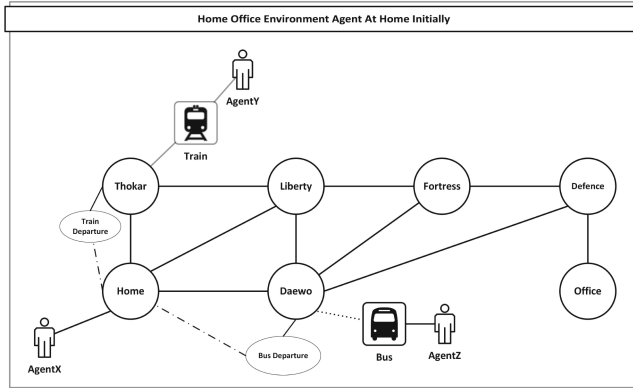 Home Office Environment Agent At Home Initially
AgentY
Train
Thokar
Liberty
Fortress
Defence
Train
Departure
Home
Daewo
Office
AgentX
Bus Departure
Bus
AgentZ